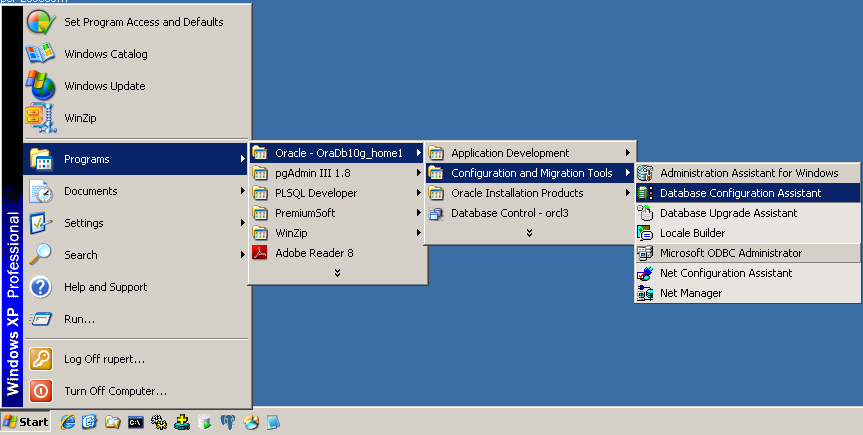 Set Program Access and Defaults
Windows Catalog
Windows Update
WinZip
Programs
Documents
Settings
Search
Help and Support
Run...
Log Off rupert...
Turn Off Computer...
Windows XP Professional
Oracle - OraDb10g_home1
pgAdmin III 1.8
PLSQL Developer
PremiumSoft
WinZip
Adobe Reader 8
Application Development
Configuration and Migration Tools
Oracle Installation Products
Database Control - orcl3
Administration Assistant for Windows
Database Configuration Assistant
Database Upgrade Assistant
Locale Builder
Microsoft ODBC Administrator
Net Configuration Assistant
Net Manager
Start